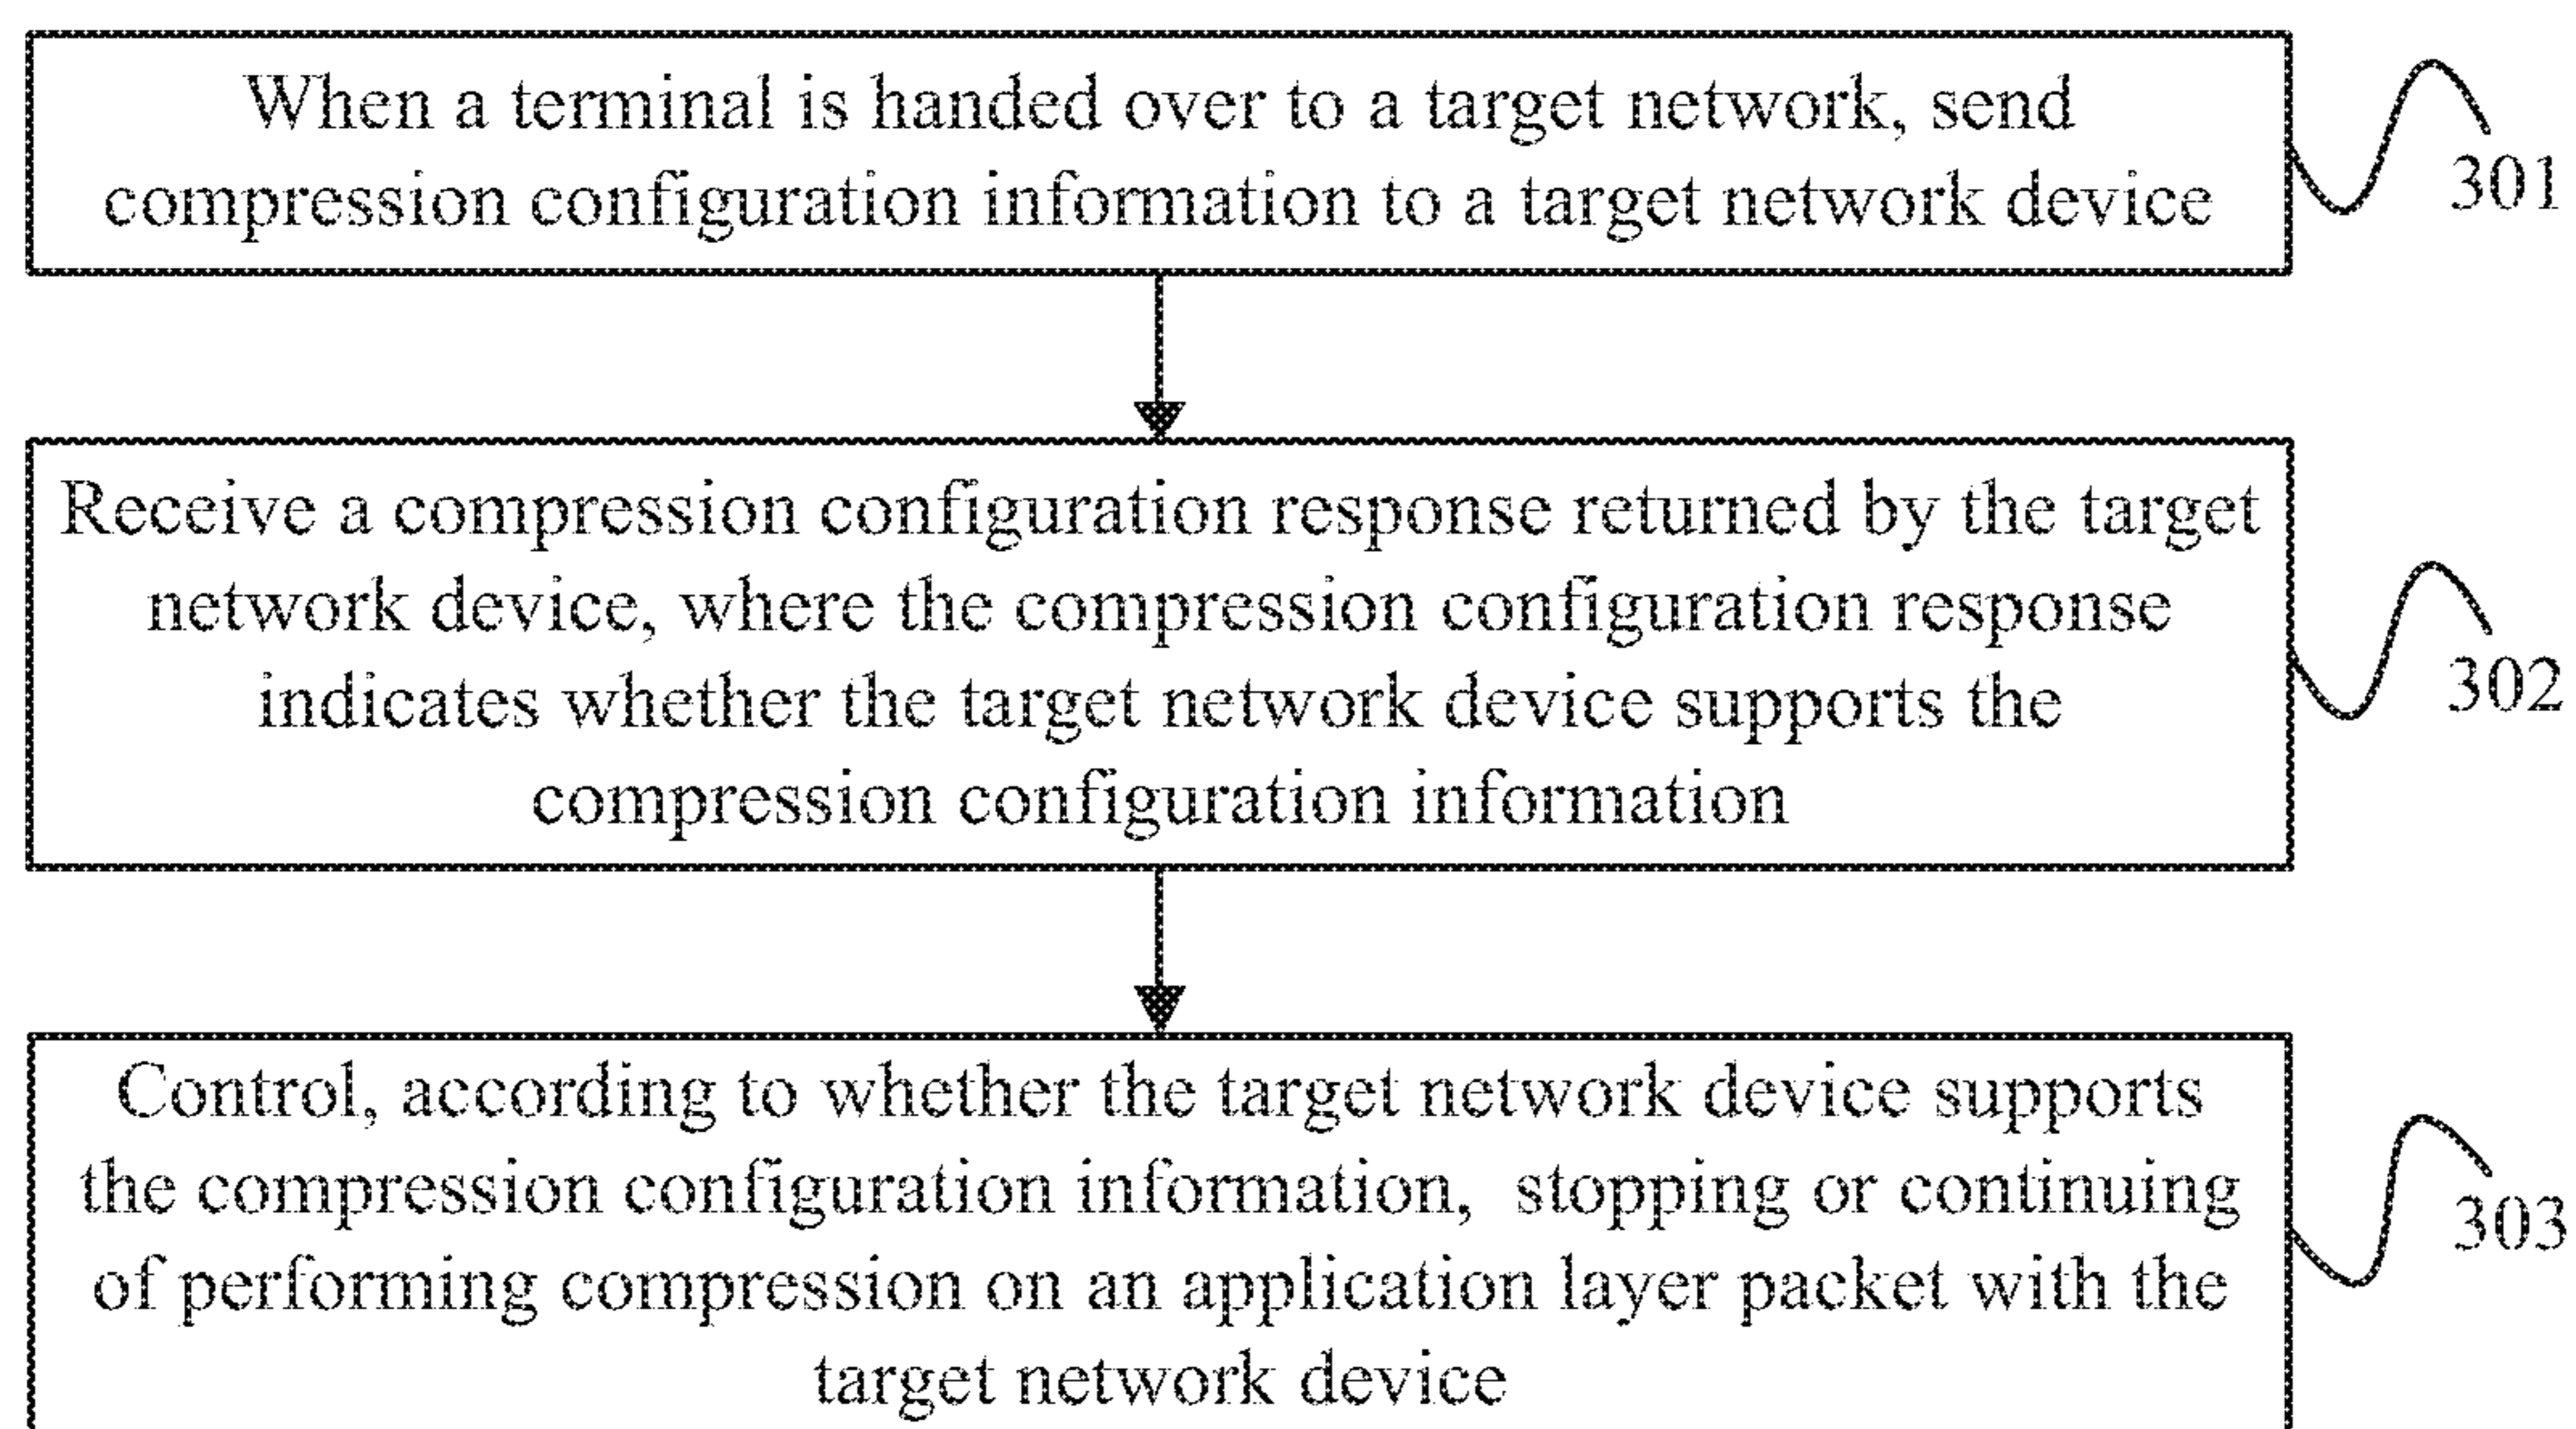 When a terminal is handed over to a target network, send
compression configuration information to a target network device
301
Receive a compression configuration response returned by the target
network device, where the compression configuration response
indicates whether the target network device supports the
compression configuration information
302
Control, according to whether the target network device supports
the compression configuration information, stopping or continuing
of performing compression on an application layer packet with the
target network device
303